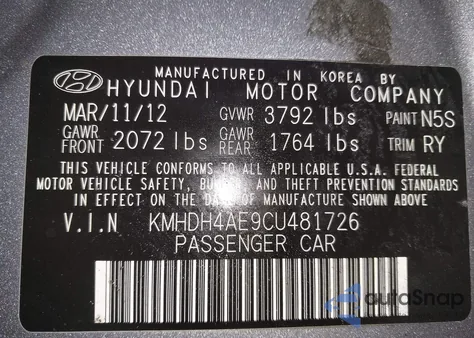 MANUFACTURED IN KOREA BY
HYUNDAI MOTOR COMPANY
MAR/11/12 GVWR 3792 lbs PAINT N5S
GAWR FRONT 2072 lbs GAWR REAR 1764 lbs TRIM RY
THIS VEHICLE CONFORMS TO ALL APPLICABLE U.S.A. FEDERAL
MOTOR VEHICLE SAFETY, BUMPER AND THEFT PREVENTION STANDARDS
IN EFFECT ON THE DATE OF MANUFACTURE SHOWN ABOVE.
V.I.N KMHDH4AE9CU481726
PASSENGER CAR
autoSnap